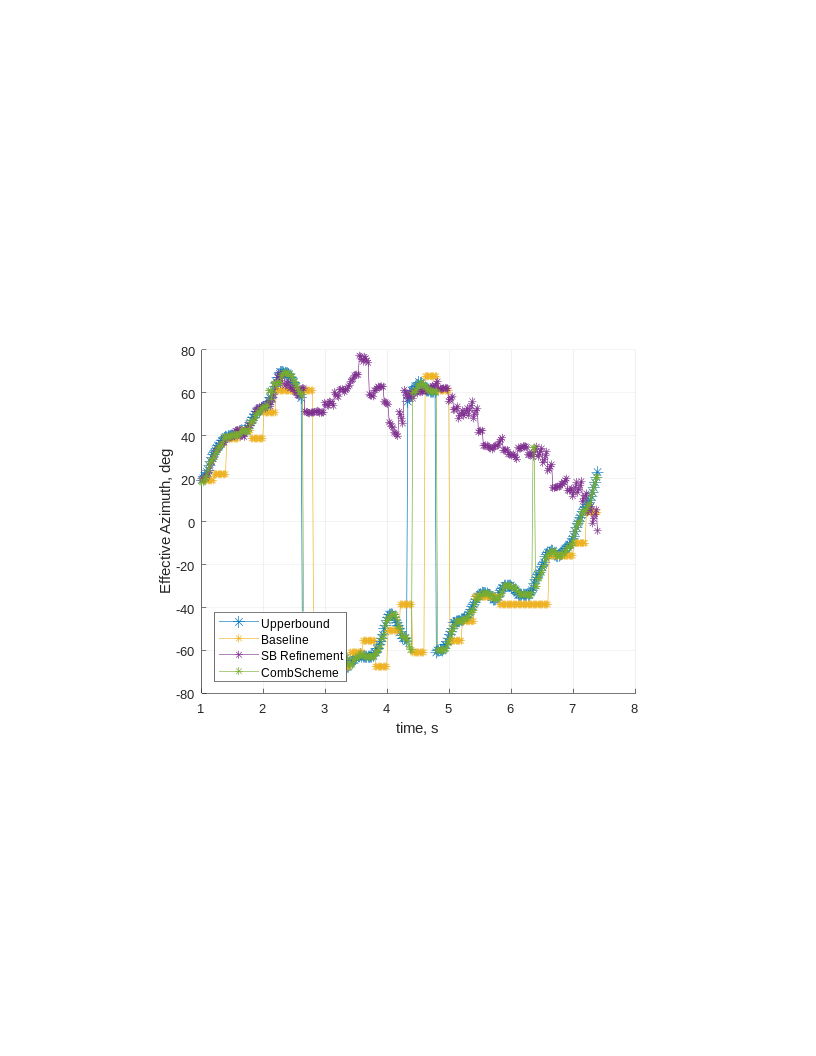 80
60
40
20
0
-20
-40
-60
-80
Effective Azimuth, deg
Upperbound
Baseline
SB Refinement
CombScheme
1 2 3 4 5 6 7 8
time, s